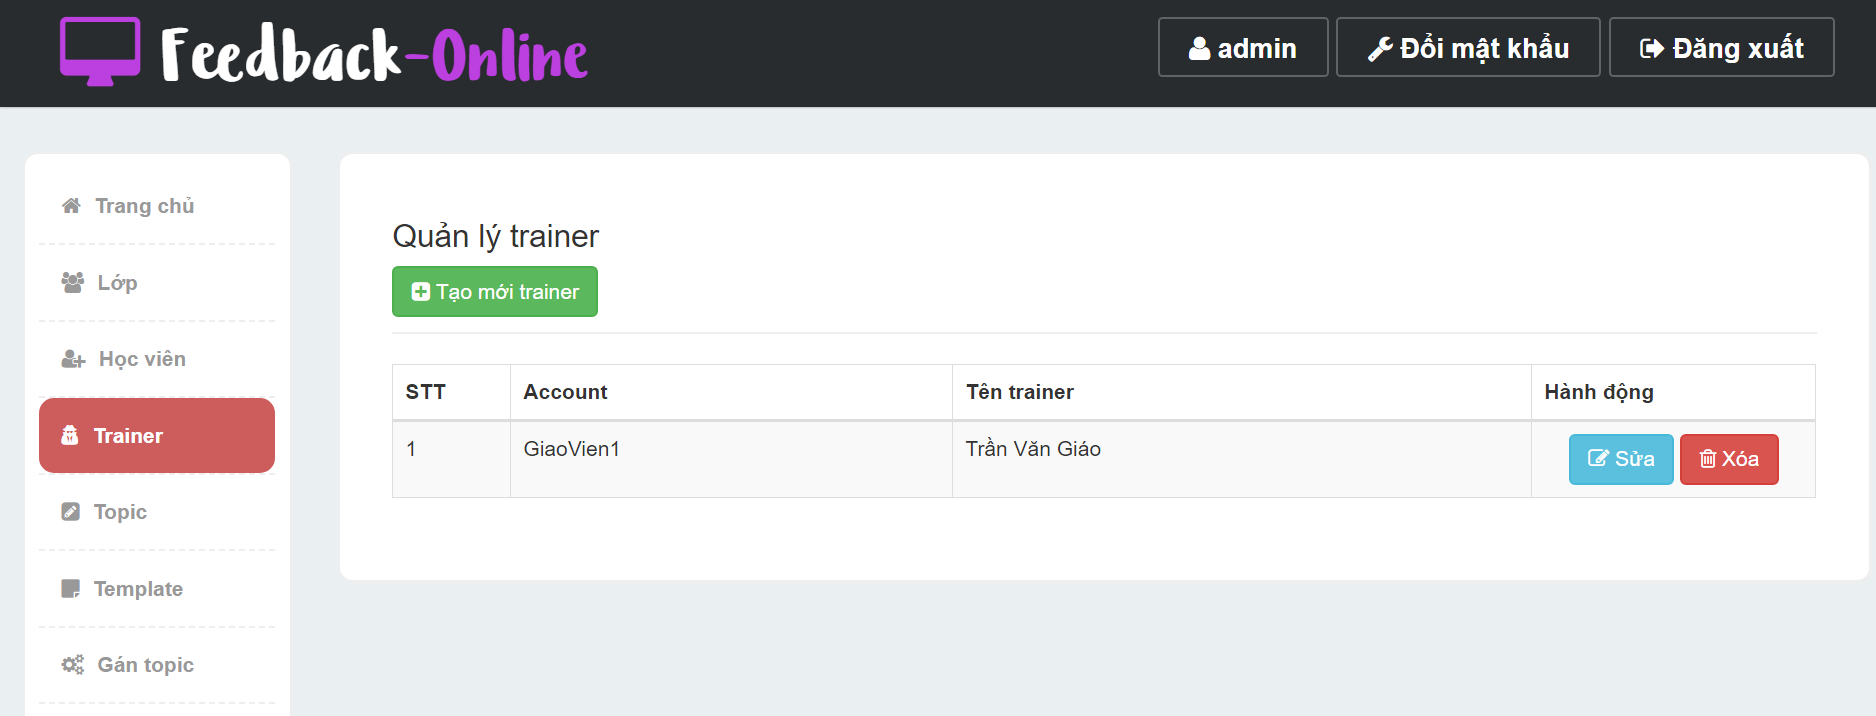 Feedback-Online
admin
Đổi mật khẩu
Đăng xuất
Trang chủ
Lớp
Học viên
Trainer
Topic
Template
Gán topic
Quản lý trainer
Tạo mới trainer
STT Account Tên trainer Hành động
1 GiaoVien1 Trần Văn Giáo Sửa Xóa